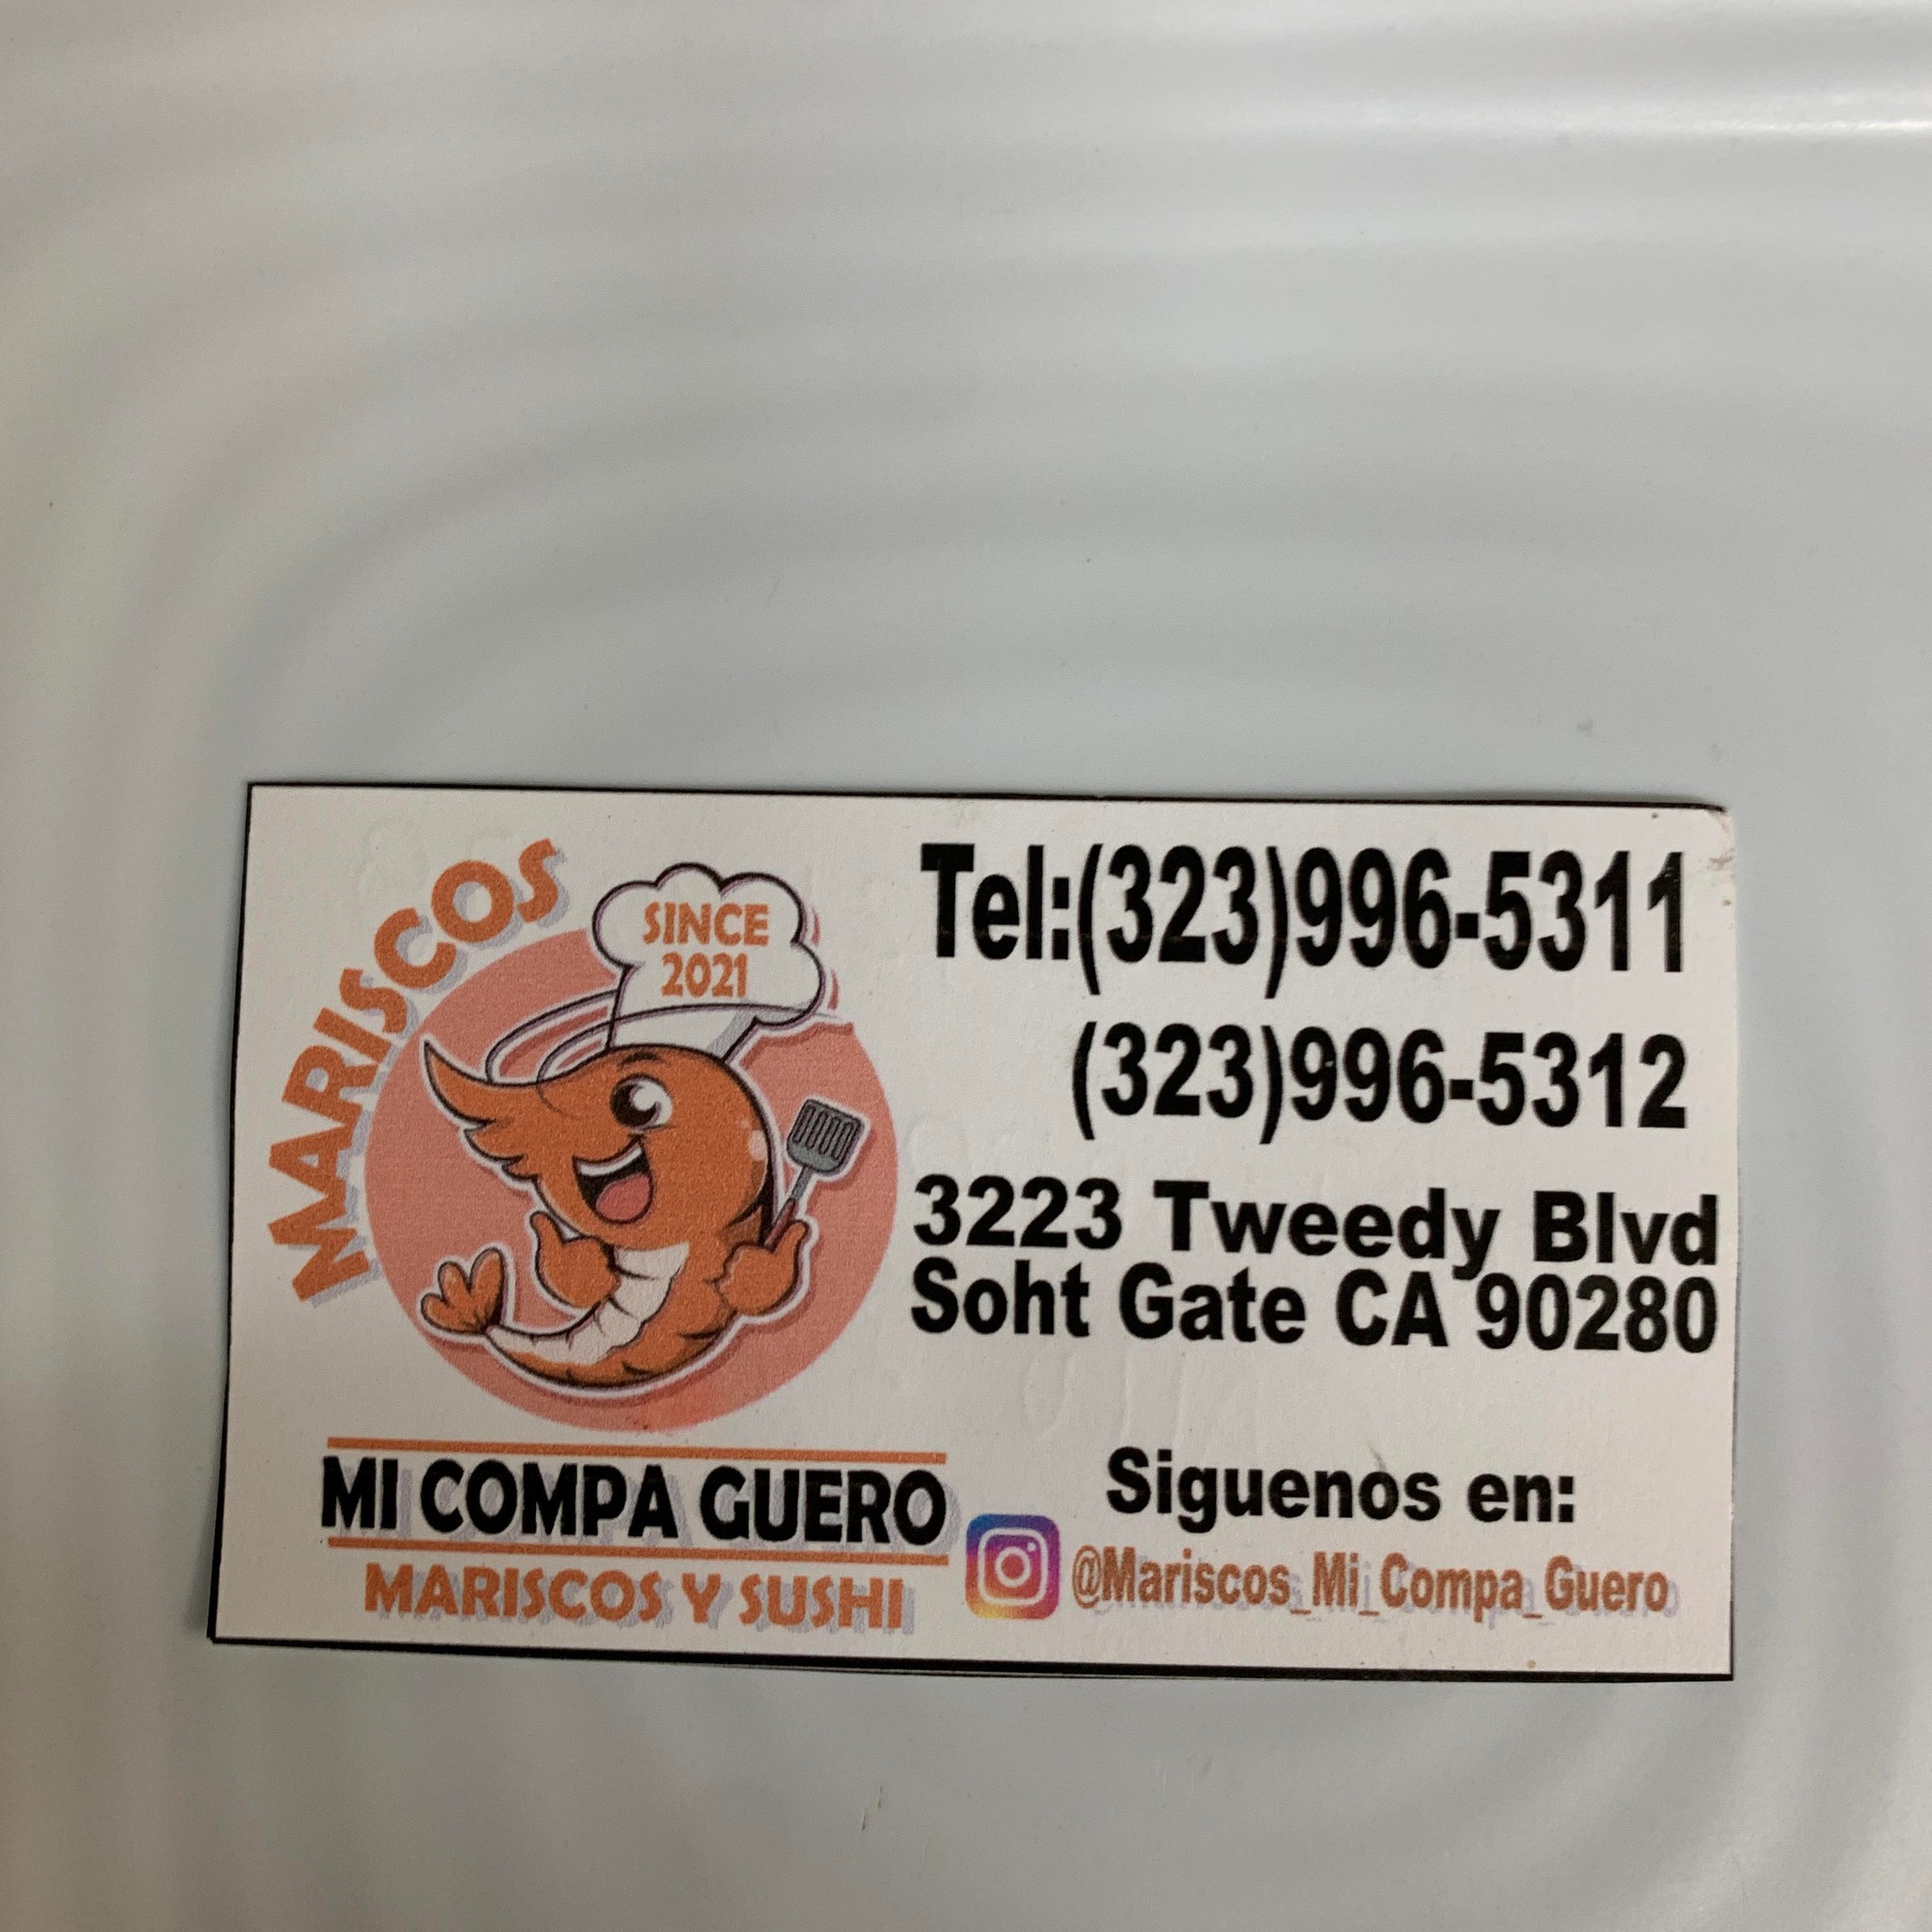 MARISCOS
SINCE
2021
MI COMPA GUERO
MARISCOS Y SUSHI
Tel:(323)996-5311
(323)996-5312
3223 Tweedy Blvd
Soht Gate CA 90280
Siguenos en:
@Mariscos_Mi_Compa_Guero